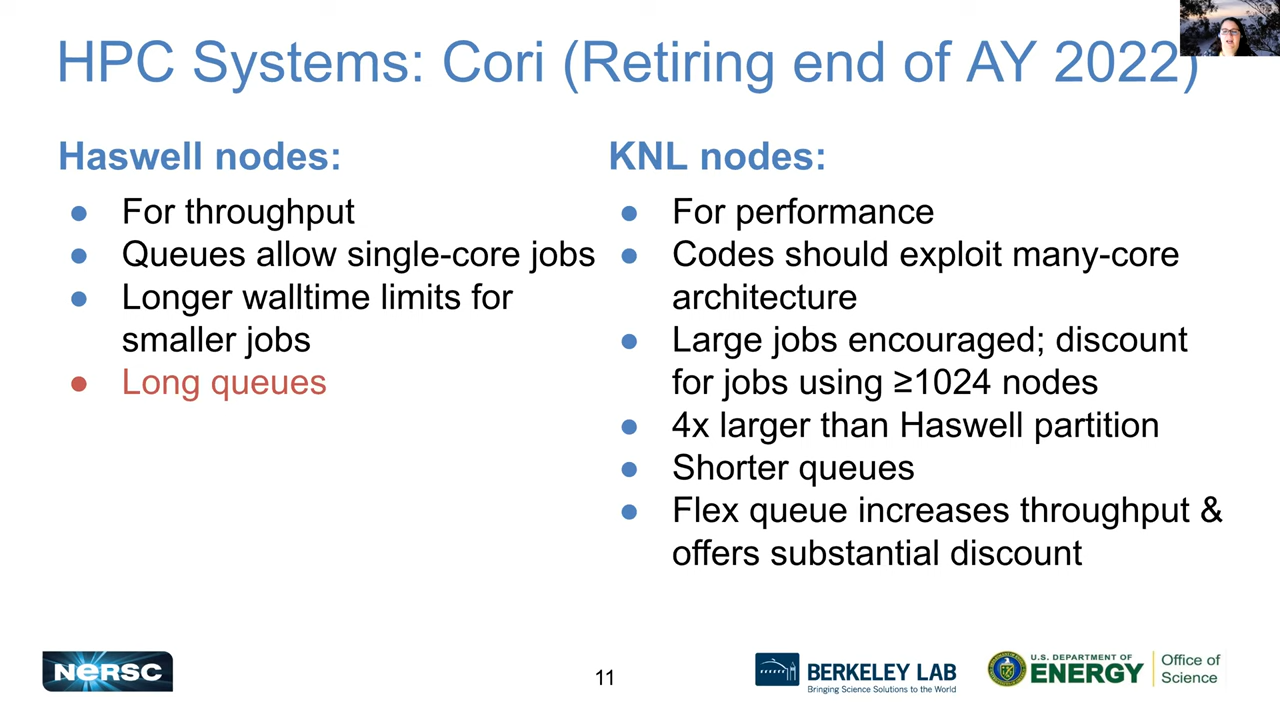 HPC Systems: Cori (Retiring end of AY 2022)
Haswell nodes:
● For throughput
● Queues allow single-core jobs
● Longer walltime limits for
smaller jobs
● Long queues
KNL nodes:
● For performance
● Codes should exploit many-core
architecture
● Large jobs encouraged; discount
for jobs using ≥1024 nodes
● 4x larger than Haswell partition
● Shorter queues
● Flex queue increases throughput &
offers substantial discount
NERSC
11
BERKELEY LAB
Bringing Science Solutions to the World
U.S. DEPARTMENT OF
ENERGY
Office of
Science